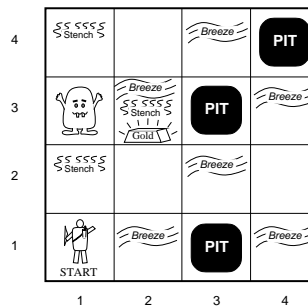 4
Stench
Breeze
PIT
3
Breeze
Stench
Gold
PIT
Breeze
2
Stench
Breeze
1
START
Breeze
PIT
Breeze
1
2
3
4